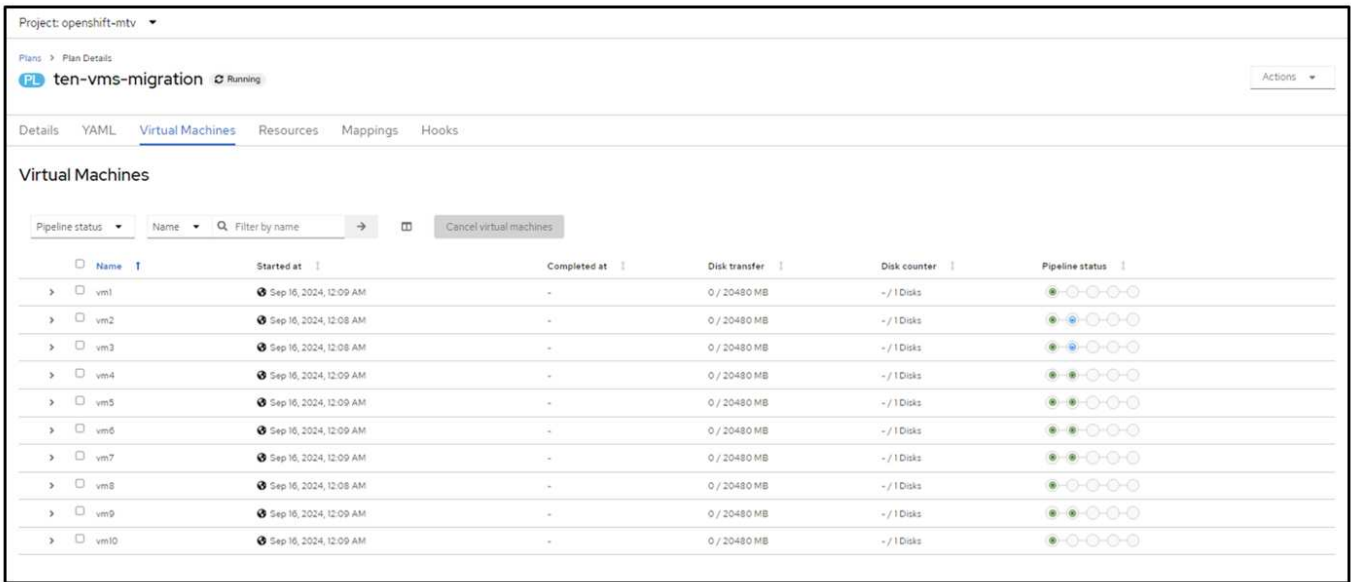 Project: openshift-mtv
Plans > Plan Details
PL ten-vms-migration Running
Actions
Details YAML Virtual Machines Resources Mappings Hooks
Virtual Machines
Pipeline status Name Filter by name Cancel virtual machines
Name Started at Completed at Disk transfer Disk counter Pipeline status
vm1 Sep 16, 2024, 12:09 AM - 0 / 20480 MB - / 1 Disks
vm2 Sep 16, 2024, 12:08 AM - 0 / 20480 MB - / 1 Disks
vm3 Sep 16, 2024, 12:08 AM - 0 / 20480 MB - / 1 Disks
vm4 Sep 16, 2024, 12:09 AM - 0 / 20480 MB - / 1 Disks
vm5 Sep 16, 2024, 12:09 AM - 0 / 20480 MB - / 1 Disks
vm6 Sep 16, 2024, 12:09 AM - 0 / 20480 MB - / 1 Disks
vm7 Sep 16, 2024, 12:09 AM - 0 / 20480 MB - / 1 Disks
vm8 Sep 16, 2024, 12:08 AM - 0 / 20480 MB - / 1 Disks
vm9 Sep 16, 2024, 12:09 AM - 0 / 20480 MB - / 1 Disks
vm10 Sep 16, 2024, 12:09 AM - 0 / 20480 MB - / 1 Disks